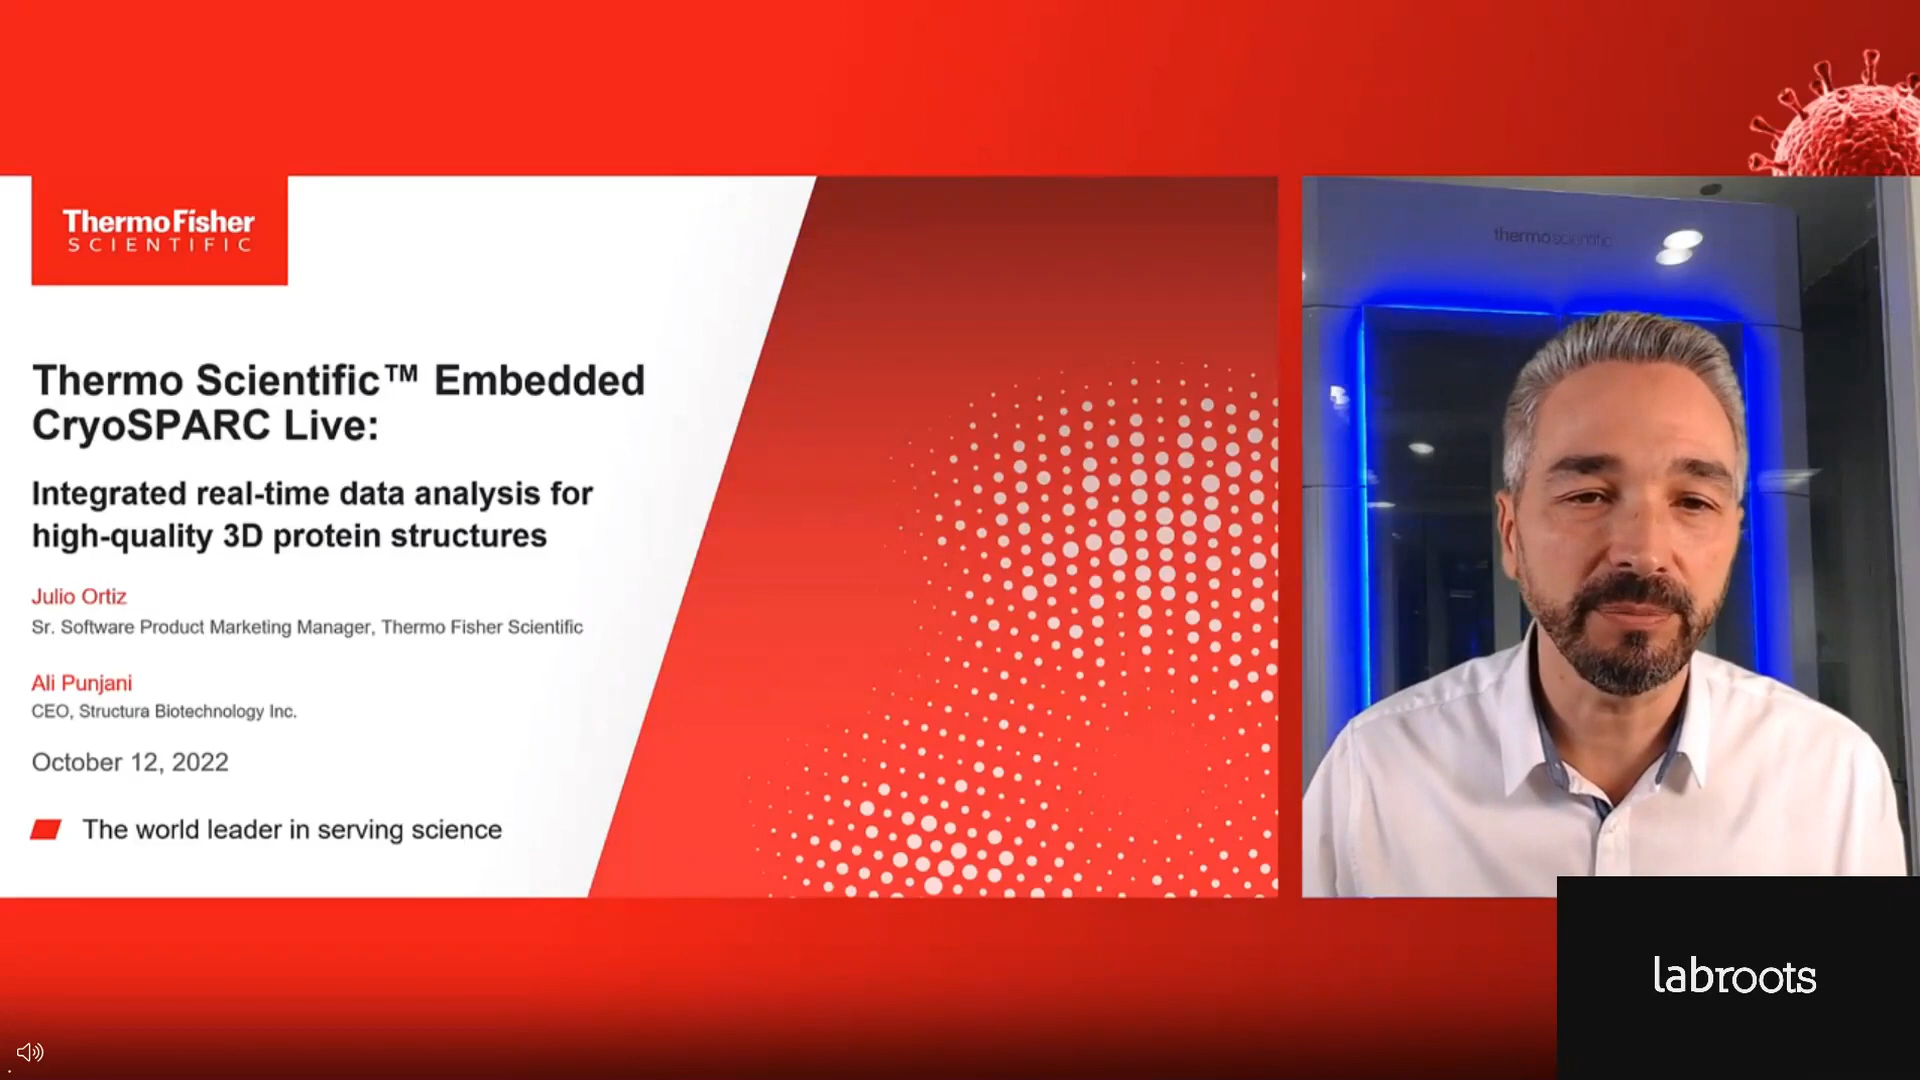 ThermoFisher
SCIENTIFIC
thermo scientific
Thermo Scientific™ Embedded
CryoSPARC Live:
Integrated real-time data analysis for
high-quality 3D protein structures
Julio Ortiz
Sr. Software Product Marketing Manager, Thermo Fisher Scientific
Ali Punjani
CEO, Structura Biotechnology Inc.
October 12, 2022
The world leader in serving science
labroots